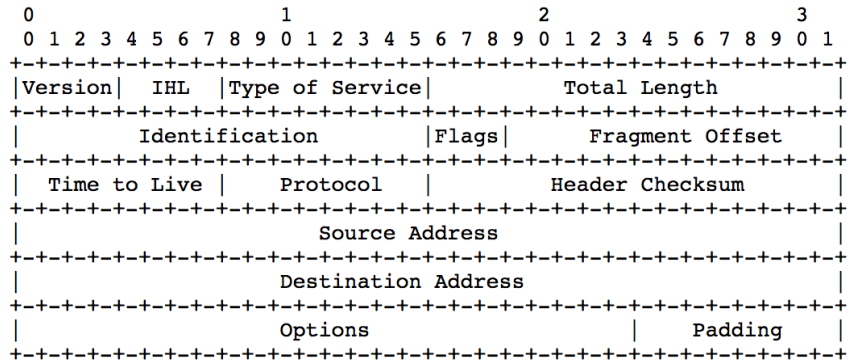 0                   1                   2                   3
 0 1 2 3 4 5 6 7 8 9 0 1 2 3 4 5 6 7 8 9 0 1 2 3 4 5 6 7 8 9 0 1
+-+-+-+-+-+-+-+-+-+-+-+-+-+-+-+-+-+-+-+-+-+-+-+-+-+-+-+-+-+-+-+-+
|Version|  IHL  |Type of Service|          Total Length         |
+-+-+-+-+-+-+-+-+-+-+-+-+-+-+-+-+-+-+-+-+-+-+-+-+-+-+-+-+-+-+-+-+
|         Identification        |Flags|      Fragment Offset    |
+-+-+-+-+-+-+-+-+-+-+-+-+-+-+-+-+-+-+-+-+-+-+-+-+-+-+-+-+-+-+-+-+
|  Time to Live |    Protocol   |         Header Checksum       |
+-+-+-+-+-+-+-+-+-+-+-+-+-+-+-+-+-+-+-+-+-+-+-+-+-+-+-+-+-+-+-+-+
|                       Source Address                          |
+-+-+-+-+-+-+-+-+-+-+-+-+-+-+-+-+-+-+-+-+-+-+-+-+-+-+-+-+-+-+-+-+
|                    Destination Address                        |
+-+-+-+-+-+-+-+-+-+-+-+-+-+-+-+-+-+-+-+-+-+-+-+-+-+-+-+-+-+-+-+-+
|                    Options                    |    Padding    |
+-+-+-+-+-+-+-+-+-+-+-+-+-+-+-+-+-+-+-+-+-+-+-+-+-+-+-+-+-+-+-+-+